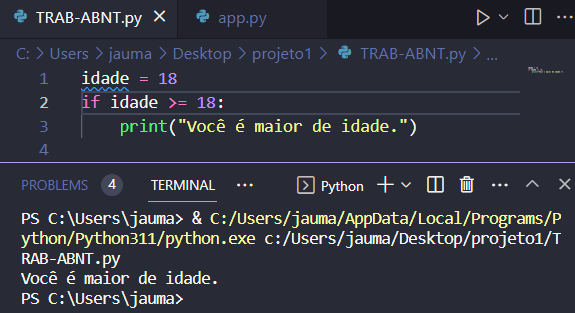 TRAB-ABNT.py app.py
C: > Users > jauma > Desktop > projeto1 > TRAB-ABNT.py > ...
1 idade = 18
2 if idade >= 18:
3 print("Você é maior de idade.")
4
PROBLEMS 4 TERMINAL ... Python
PS C:\Users\jauma> & C:/Users/jauma/AppData/Local/Programs/P
ython/Python311/python.exe c:/Users/jauma/Desktop/projeto1/T
RAB-ABNT.py
Você é maior de idade.
PS C:\Users\jauma>